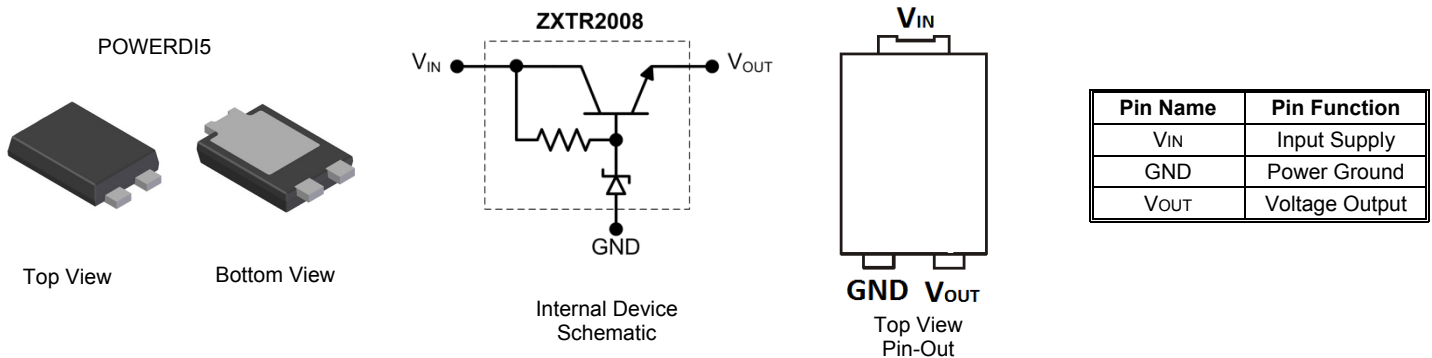 POWERDI5
Top View
Bottom View
ZXTR2008
VIN
VOUT
GND
Internal Device
Schematic
VIN
GND VOUT
Top View
Pin-Out
Pin Name Pin Function
VIN Input Supply
GND Power Ground
VOUT Voltage Output